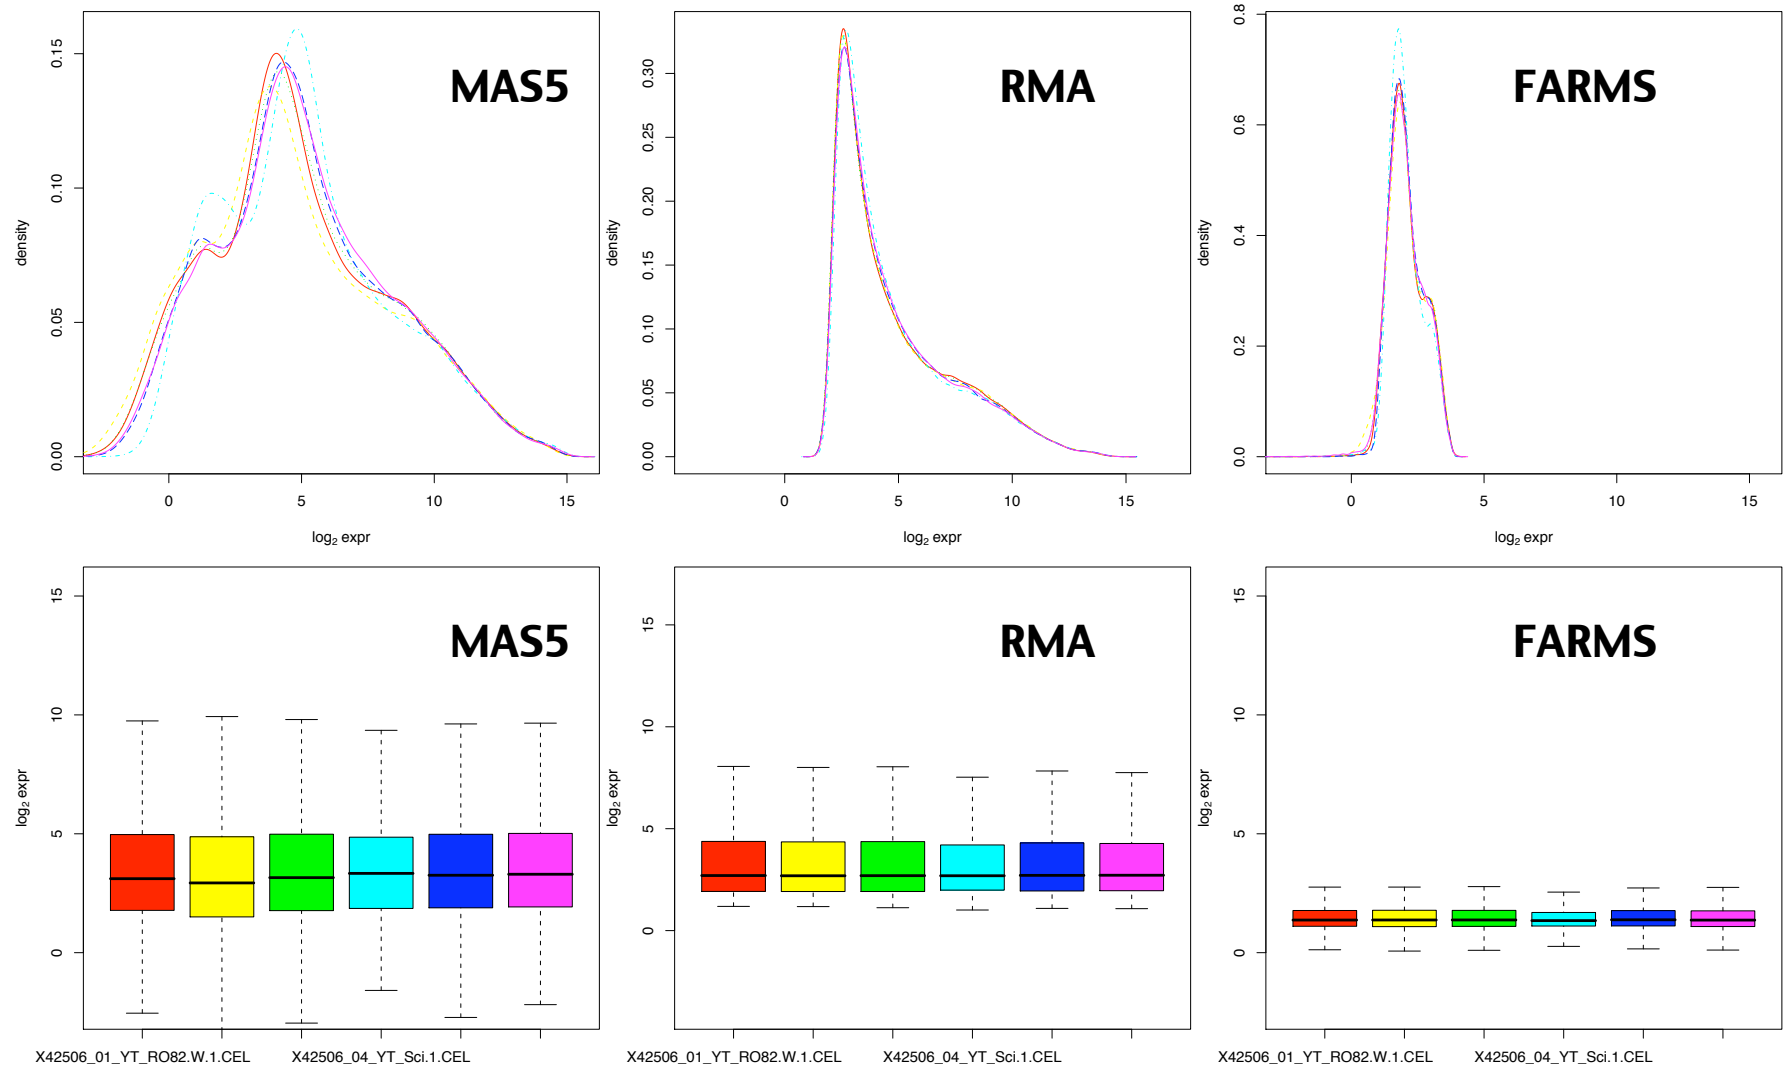 MAS5
density
0.00
0.05
0.10
0.15
0
5
10
15
log2 expr
RMA
density
0.00
0.05
0.10
0.15
0.20
0.25
0.30
0
5
10
15
log2 expr
FARMS
density
0.0
0.2
0.4
0.6
0.8
0
5
10
15
log2 expr
MAS5
log2 expr
0
5
10
15
X42506_01_YT_RO82.W.1.CEL
X42506_04_YT_Sci.1.CEL
RMA
log2 expr
0
5
10
15
X42506_01_YT_RO82.W.1.CEL
X42506_04_YT_Sci.1.CEL
FARMS
log2 expr
0
5
10
15
X42506_01_YT_RO82.W.1.CEL
X42506_04_YT_Sci.1.CEL